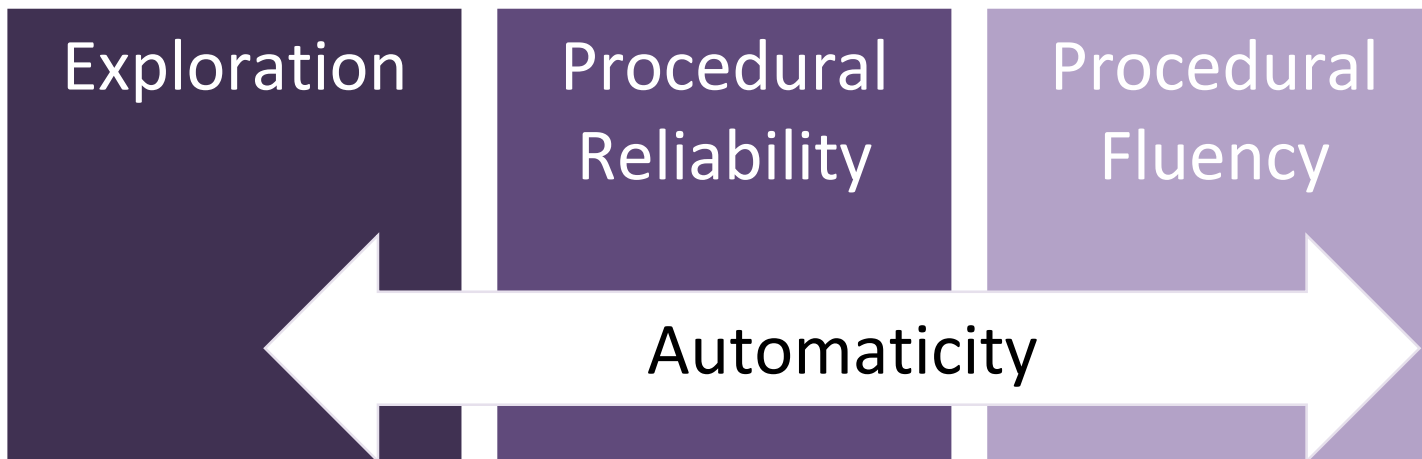 Exploration
Procedural
Reliability
Procedural
Fluency
Automaticity